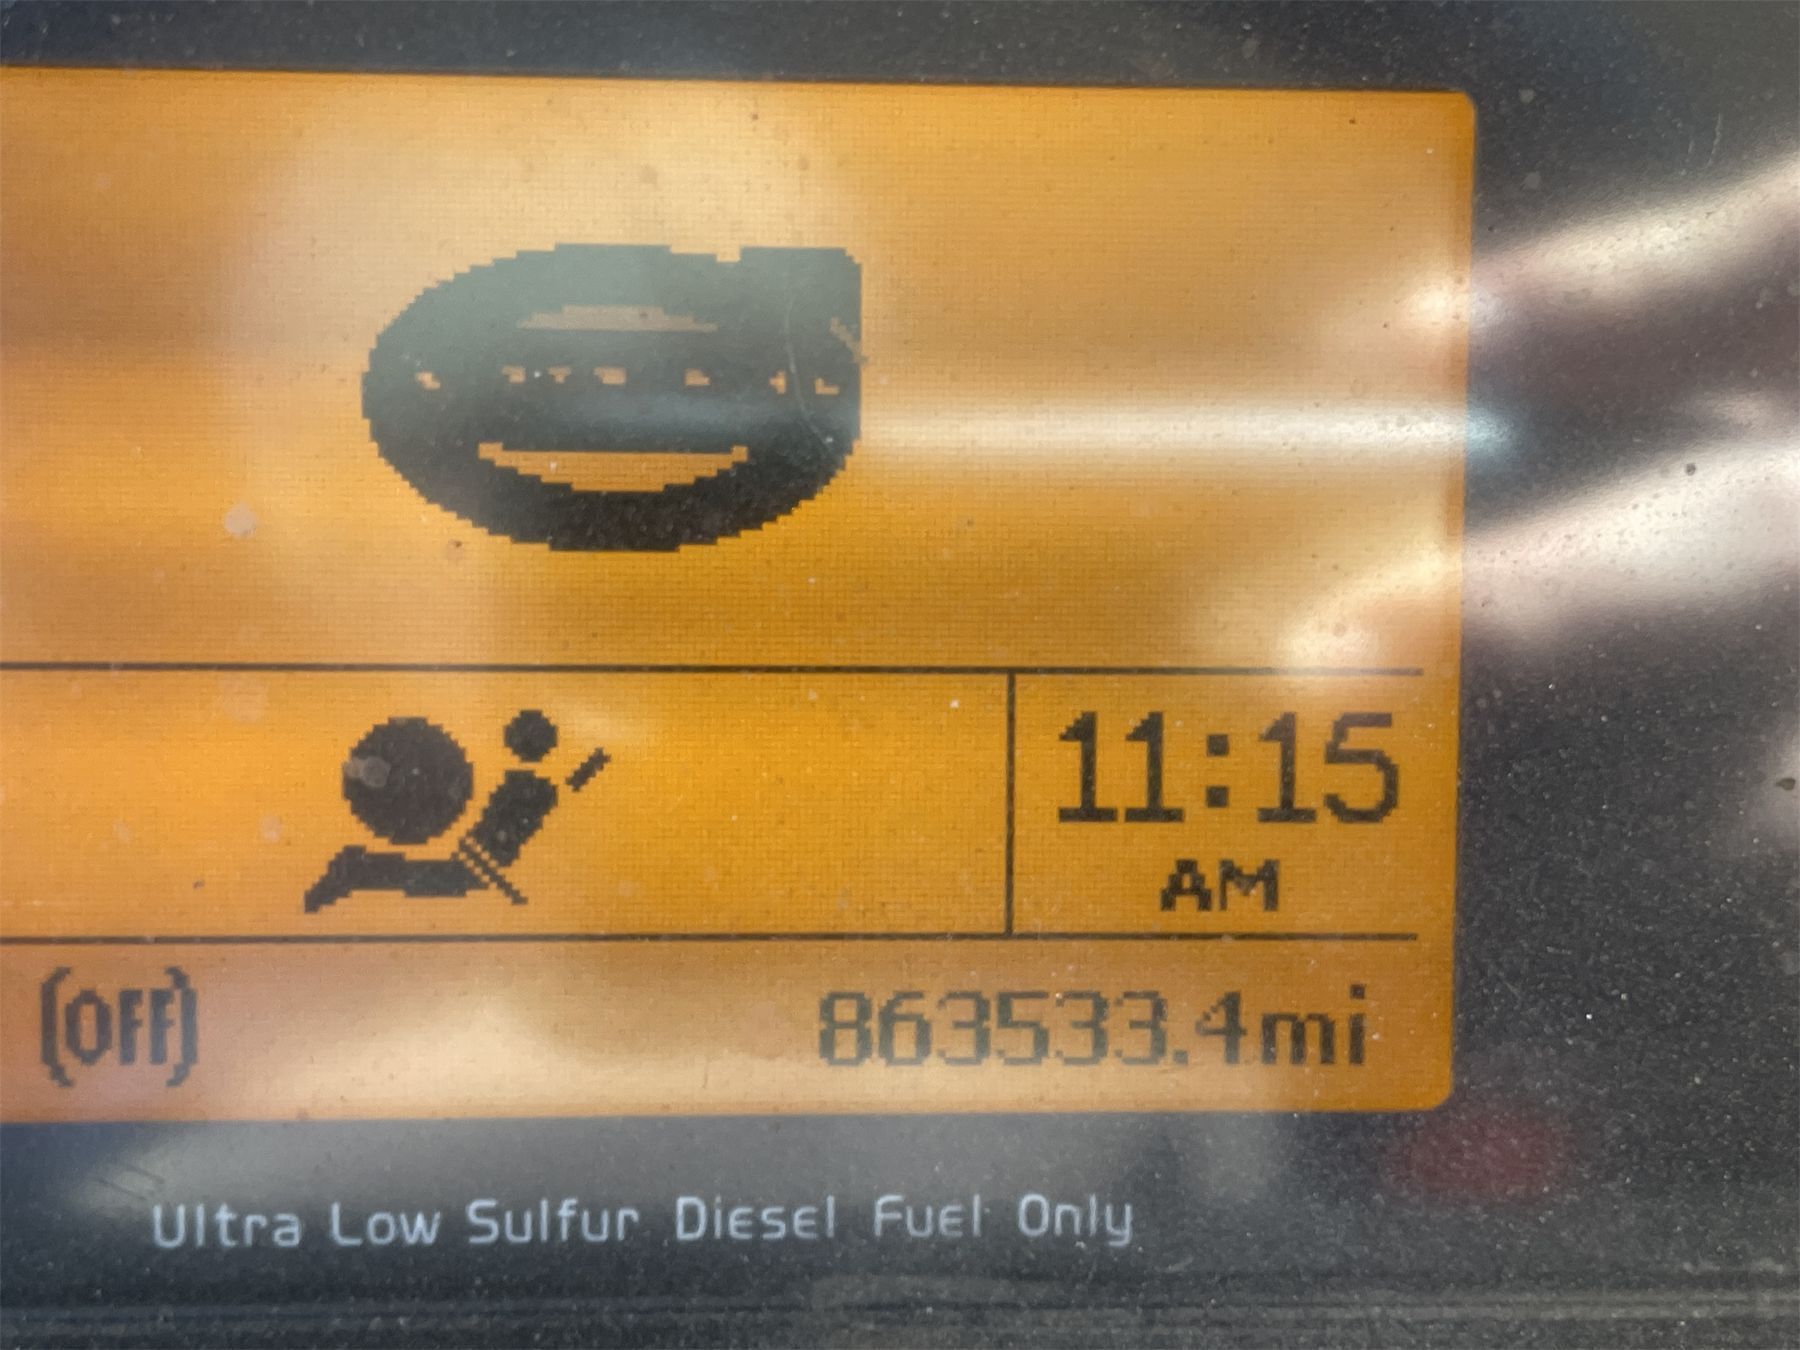 11:15
AM
(OFF) 863533.4mi
Ultra Low Sulfur Diesel Fuel Only